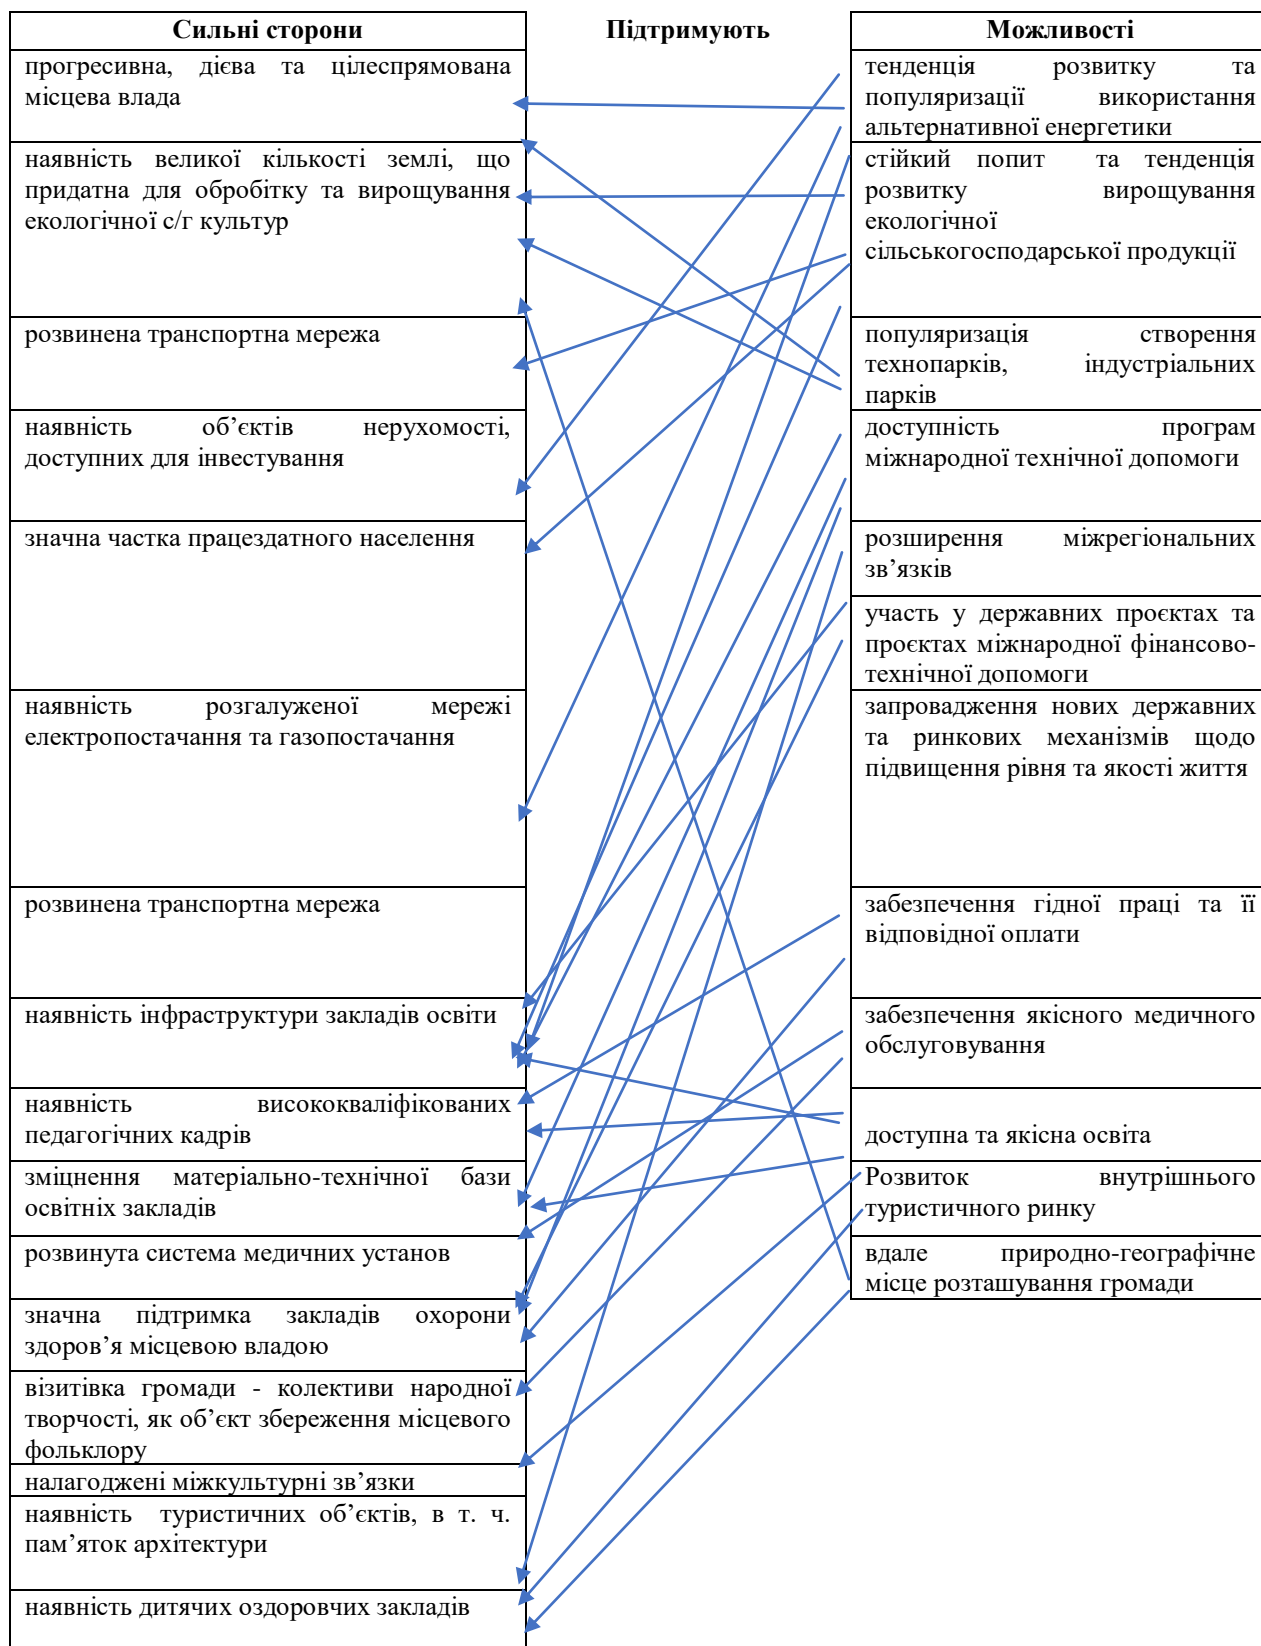 Сильні сторони
прогресивна, дієва та цілеспрямована
місцева влада
наявність великої кількості землі, що
придатна для обробітку та вирощування
екологічної с/г культур
розвинена транспортна мережа
наявність об’єктів нерухомості,
доступних для інвестування
значна частка працездатного населення
наявність розгалуженої мережі
електропостачання та газопостачання
розвинена транспортна мережа
наявність інфраструктури закладів освіти
наявність висококваліфікованих
педагогічних кадрів
зміцнення матеріально-технічної бази
освітніх закладів
розвинута система медичних установ
значна підтримка закладів охорони
здоров’я місцевою владою
візитівка громади - колективи народної
творчості, як об’єкт збереження місцевого
фольклору
налагоджені міжкультурні зв’язки
наявність туристичних об’єктів, в т. ч.
пам’яток архітектури
наявність дитячих оздоровчих закладів
Підтримують
Можливості
тенденція розвитку та
популяризації використання
альтернативної енергетики
стійкий попит та тенденція
розвитку вирощування
екологічної
сільськогосподарської продукції
популяризація створення
технопарків, індустріальних
парків
доступність програм
міжнародної технічної допомоги
розширення міжрегіональних
зв’язків
участь у державних проєктах та
проєктах міжнародної фінансово-
технічної допомоги
запровадження нових державних
та ринкових механізмів щодо
підвищення рівня та якості життя
забезпечення гідної праці та її
відповідної оплати
забезпечення якісного медичного
обслуговування
доступна та якісна освіта
Розвиток внутрішнього
туристичного ринку
вдале природно-географічне
місце розташування громади